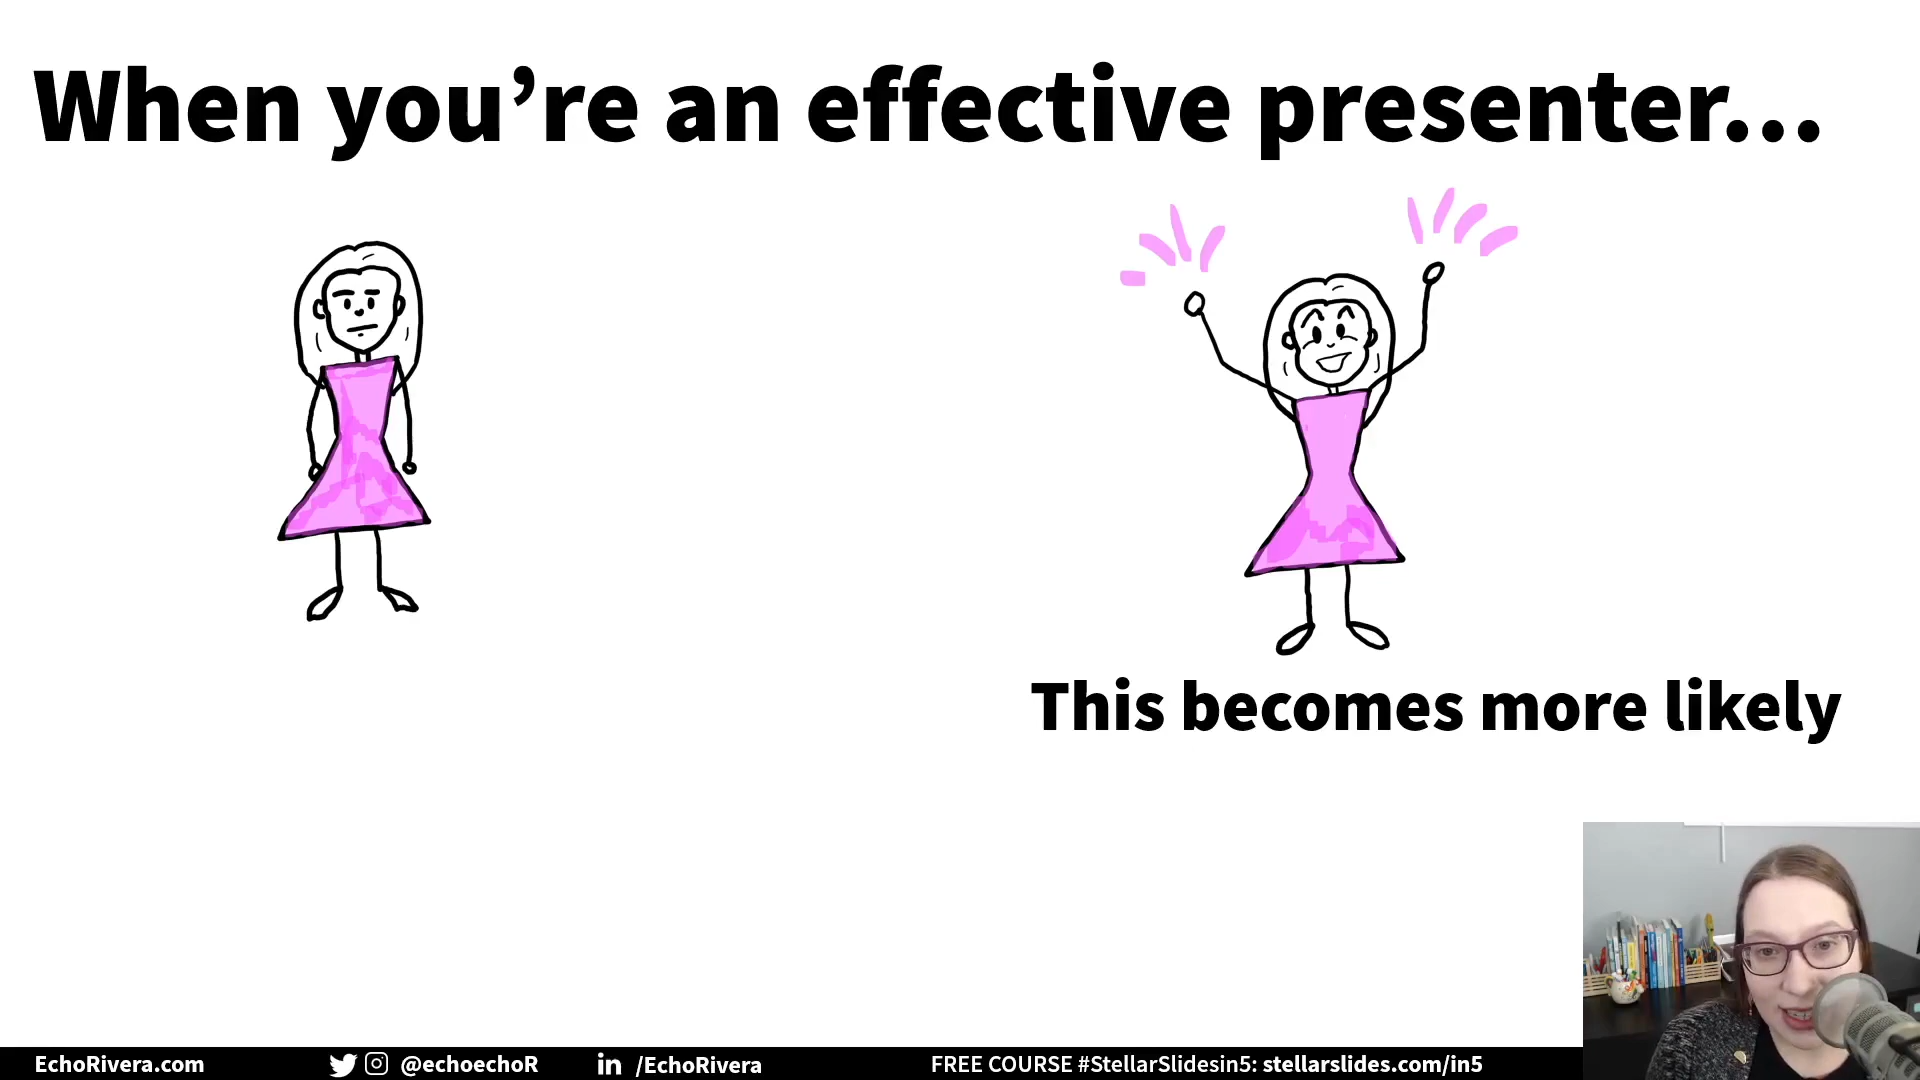 When you’re an effective presenter...
This becomes more likely
EchoRivera.com @echoechoR in /EchoRivera FREE COURSE #StellarSlidesin5: stellarslides.com/in5